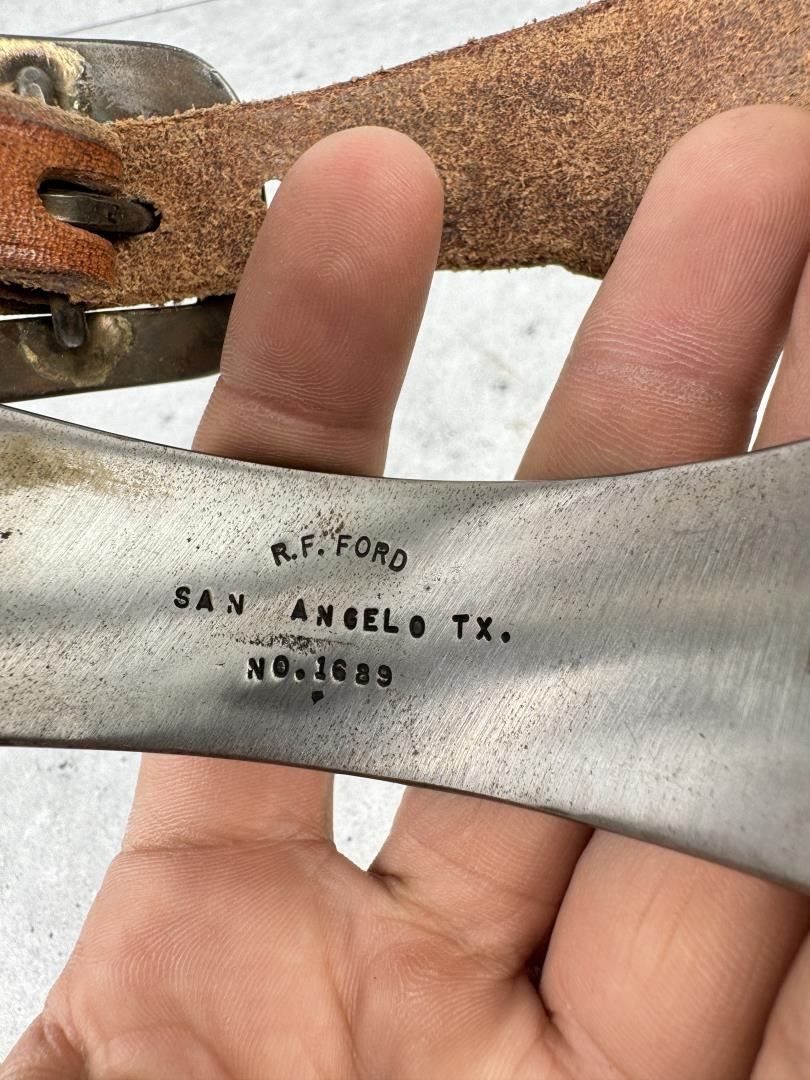 R.F. FORD
SAN ANGELO TX.
NO.1689